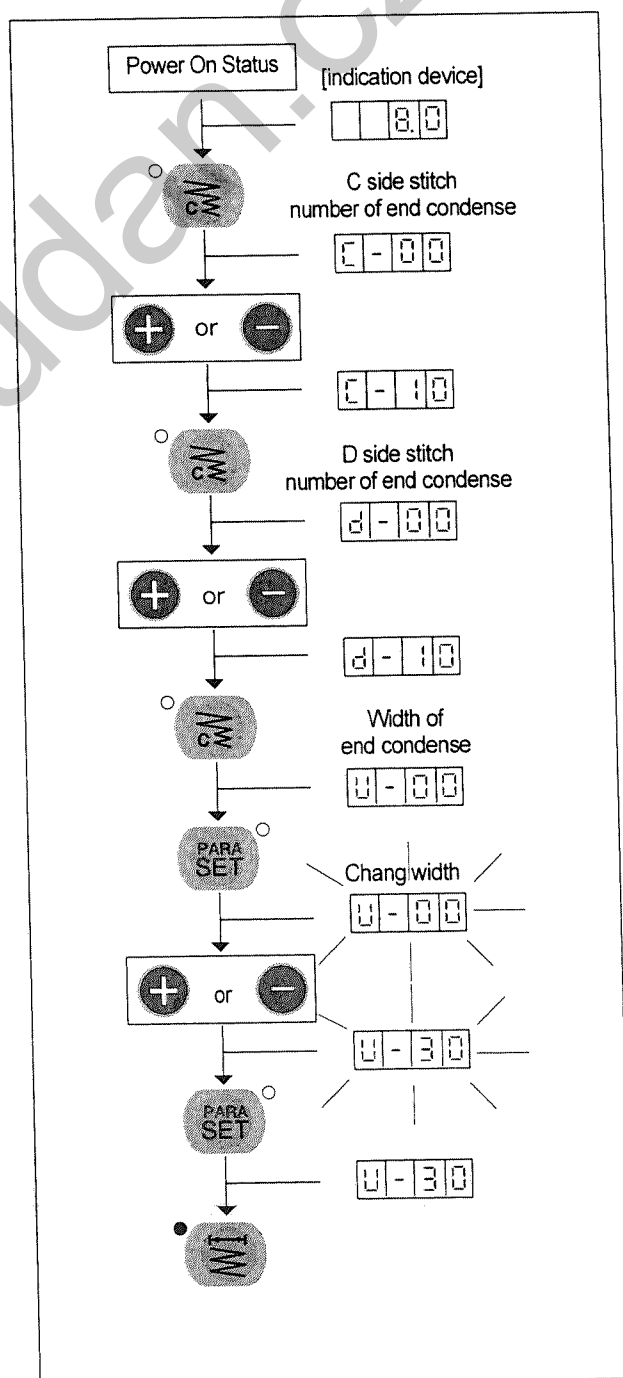 Power On Status
[indication device]
8.0
C
C side stitch
number of end condense
C-00
+ or -
C-10
C
D side stitch
number of end condense
d-00
+ or -
d-10
C
Width of
end condense
U-00
PARA
SET
Chang width
U-00
+ or -
U-30
PARA
SET
U-30